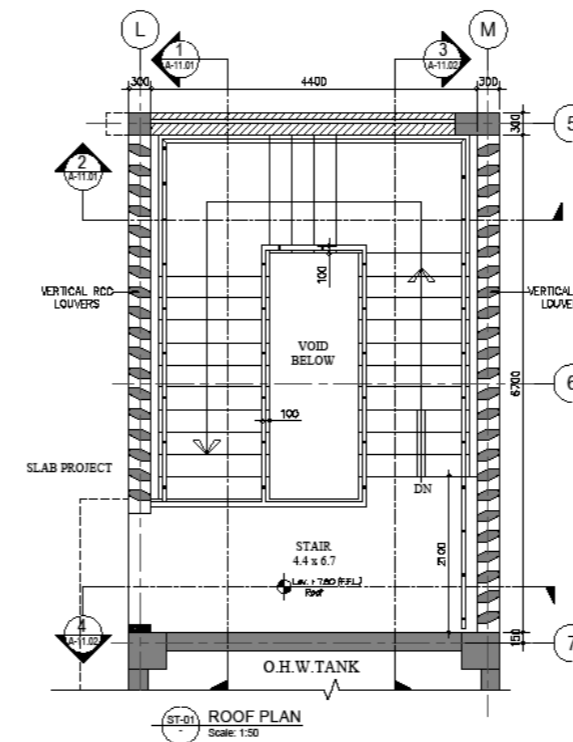 L
M
1
A-11.01
3
A-11.02
300
4400
300
5
300
2
A-11.01
100
VERTICAL RCC
LOUVERS
VERTICAL
LOUVE
VOID
BELOW
6
6700
100
SLAB PROJECT
DN
STAIR
4.4 x 6.7
2100
Roof
4
A-11.02
150
7
O.H.W.TANK
ST-01
-
ROOF PLAN
Scale: 1:50